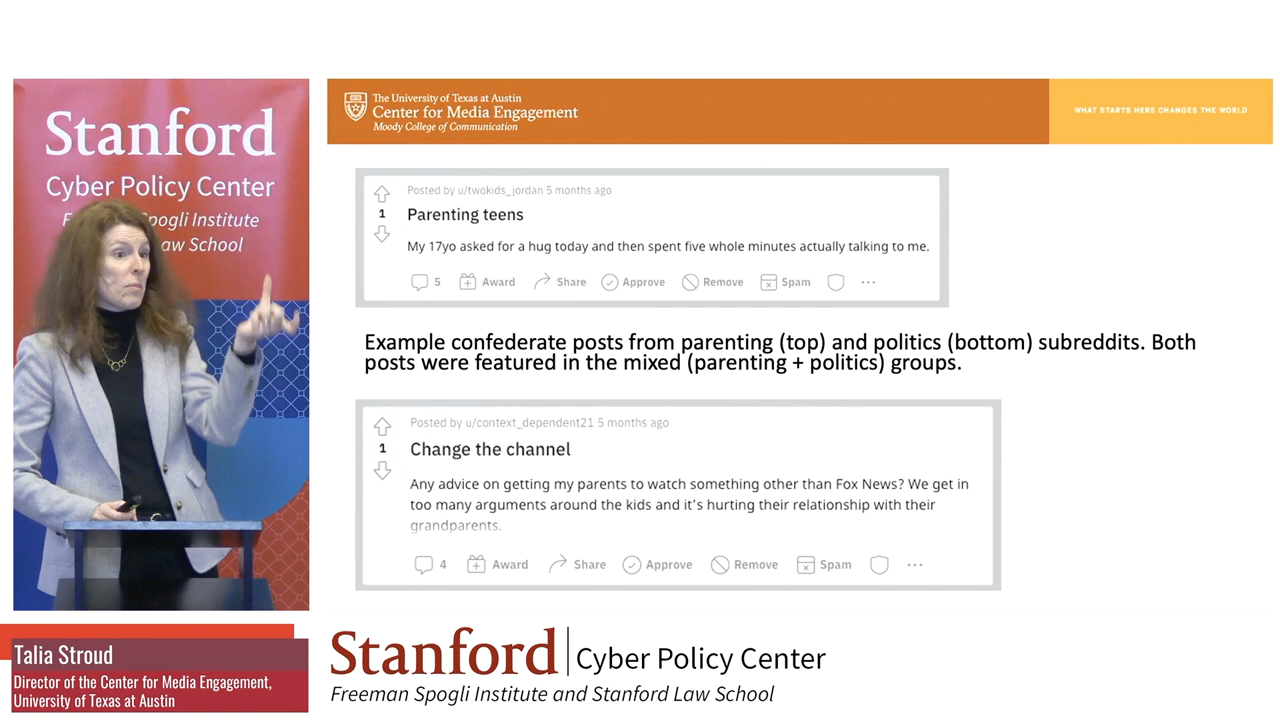 Stanford
Cyber Policy Center
Spogli Institute
Law School
The University of Texas at Austin
Center for Media Engagement
Moody College of Communication
WHAT STARTS HERE CHANGES THE WORLD
Posted by u/twokids_jordan 5 months ago
1
Parenting teens
My 17yo asked for a hug today and then spent five whole minutes actually talking to me.
5 Award Share Approve Remove Spam ...
Example confederate posts from parenting (top) and politics (bottom) subreddits. Both
posts were featured in the mixed (parenting + politics) groups.
Posted by u/context_dependent21 5 months ago
1
Change the channel
Any advice on getting my parents to watch something other than Fox News? We get in
too many arguments around the kids and it's hurting their relationship with their
grandparents.
4 Award Share Approve Remove Spam ...
Talia Stroud
Director of the Center for Media Engagement,
University of Texas at Austin
Stanford | Cyber Policy Center
Freeman Spogli Institute and Stanford Law School